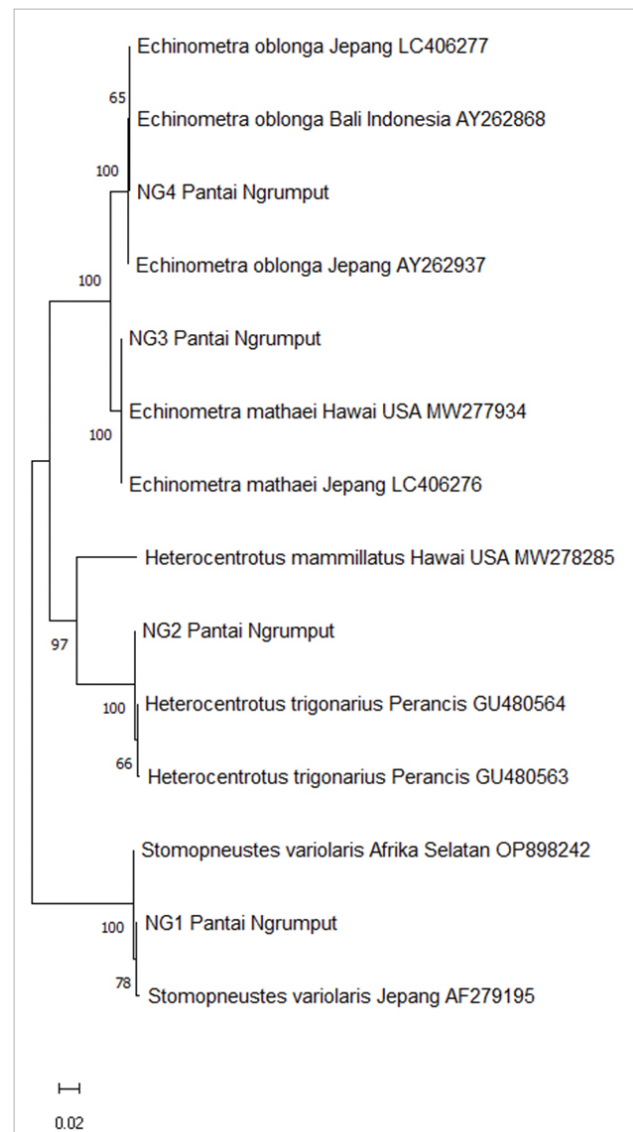 Echinometra oblonga Jepang LC406277
65
Echinometra oblonga Bali Indonesia AY262868
100
NG4 Pantai Ngrumput
Echinometra oblonga Jepang AY262937
100
NG3 Pantai Ngrumput
Echinometra mathaei Hawai USA MW277934
100
Echinometra mathaei Jepang LC406276
Heterocentrotus mammillatus Hawai USA MW278285
NG2 Pantai Ngrumput
97
Heterocentrotus trigonarius Perancis GU480564
100
66
Heterocentrotus trigonarius Perancis GU480563
Stomopneustes variolaris Afrika Selatan OP898242
NG1 Pantai Ngrumput
100
78
Stomopneustes variolaris Jepang AF279195
0.02